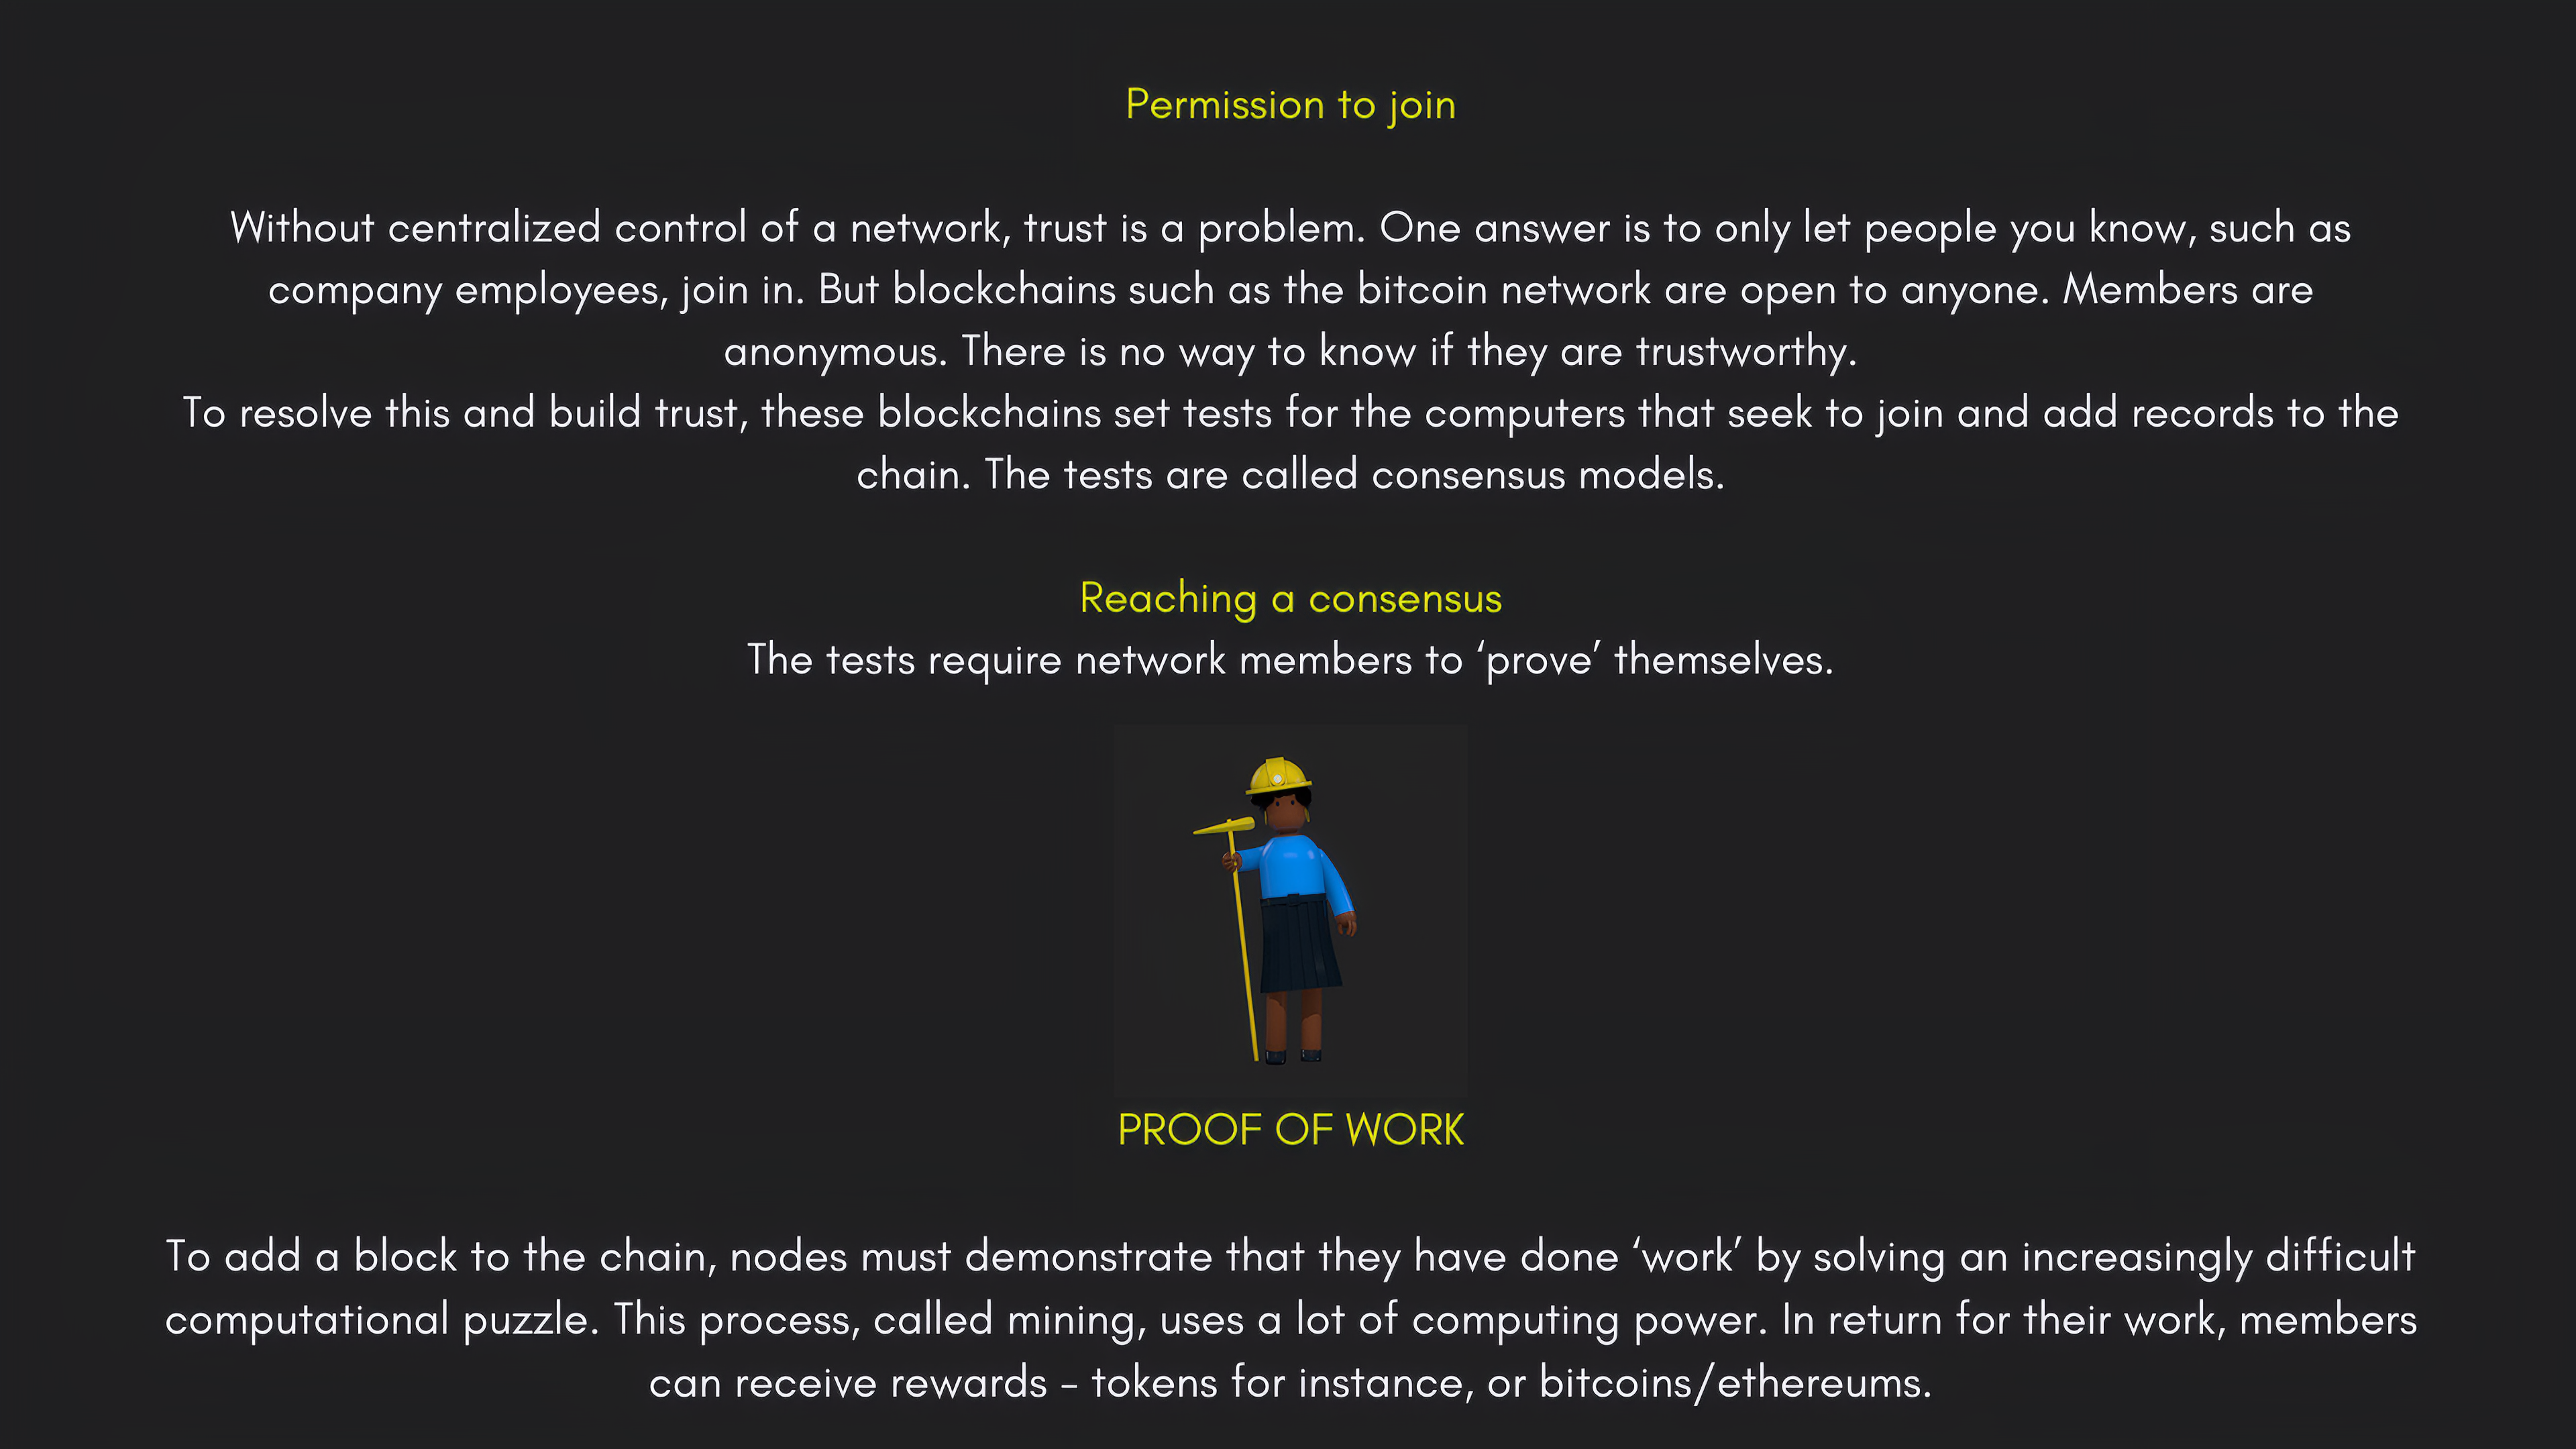 Permission to join
Without centralized control of a network, trust is a problem. One answer is to only let people you know, such as
company employees, join in. But blockchains such as the bitcoin network are open to anyone. Members are
anonymous. There is no way to know if they are trustworthy.
To resolve this and build trust, these blockchains set tests for the computers that seek to join and add records to the
chain. The tests are called consensus models.
Reaching a consensus
The tests require network members to ‘prove’ themselves.
PROOF OF WORK
To add a block to the chain, nodes must demonstrate that they have done ‘work’ by solving an increasingly difficult
computational puzzle. This process, called mining, uses a lot of computing power. In return for their work, members
can receive rewards – tokens for instance, or bitcoins/ethereums.